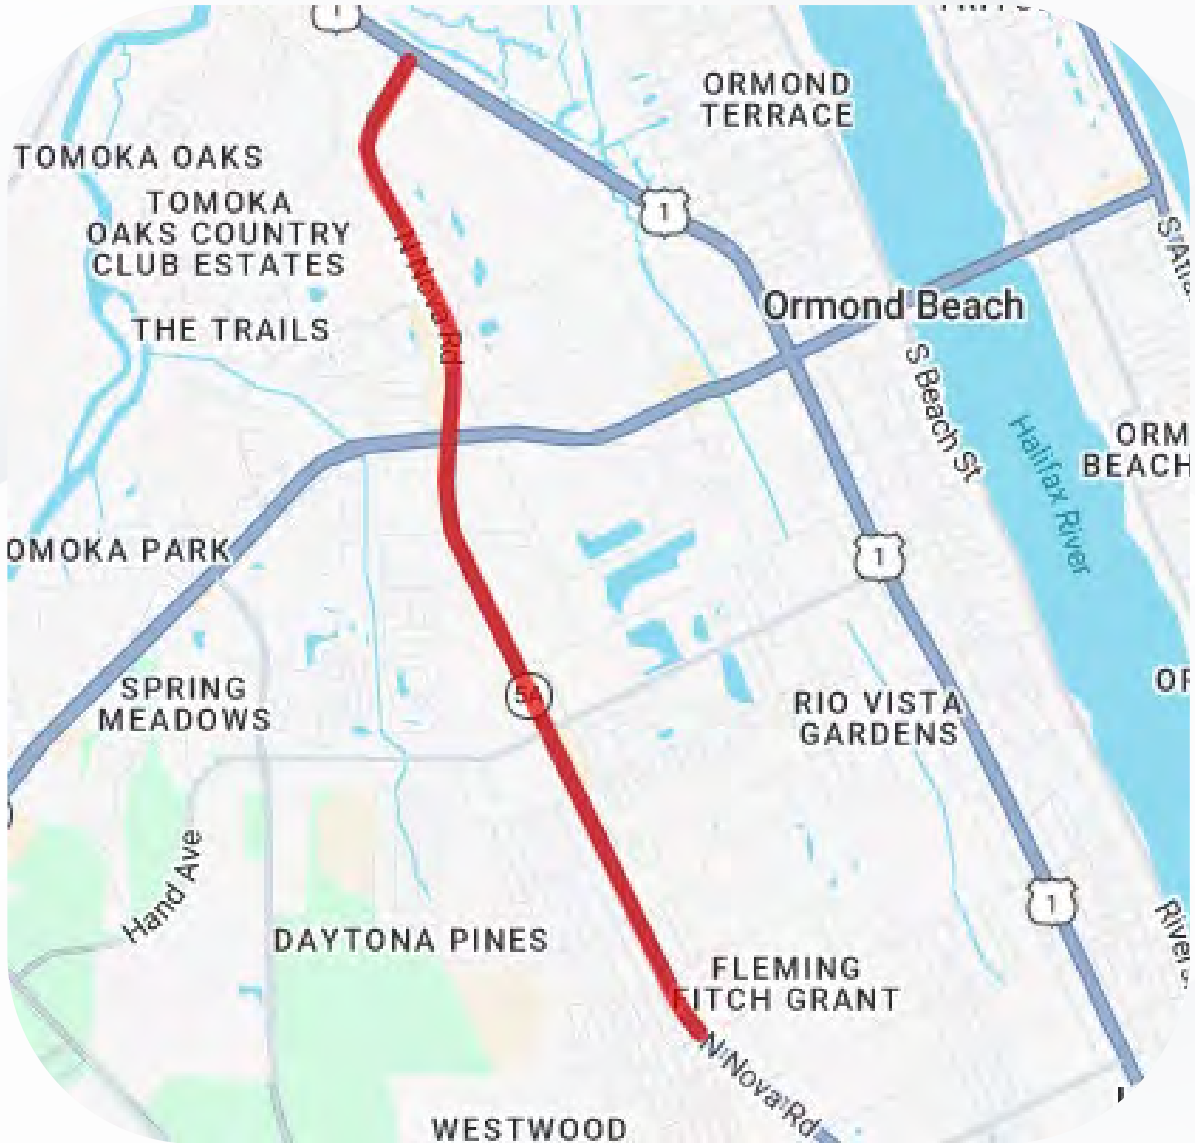 1
ORMOND
TERRACE
TOMOKA OAKS
TOMOKA
OAKS COUNTRY
CLUB ESTATES
1
N Nova Rd
Ormond Beach
THE TRAILS
S Beach St
Halifax River
ORM
BEACH
OMOKA PARK
1
SPRING
MEADOWS
RIO VISTA
GARDENS
Hand Ave
1
DAYTONA PINES
FLEMING
FITCH GRANT
N Nova Rd
WESTWOOD